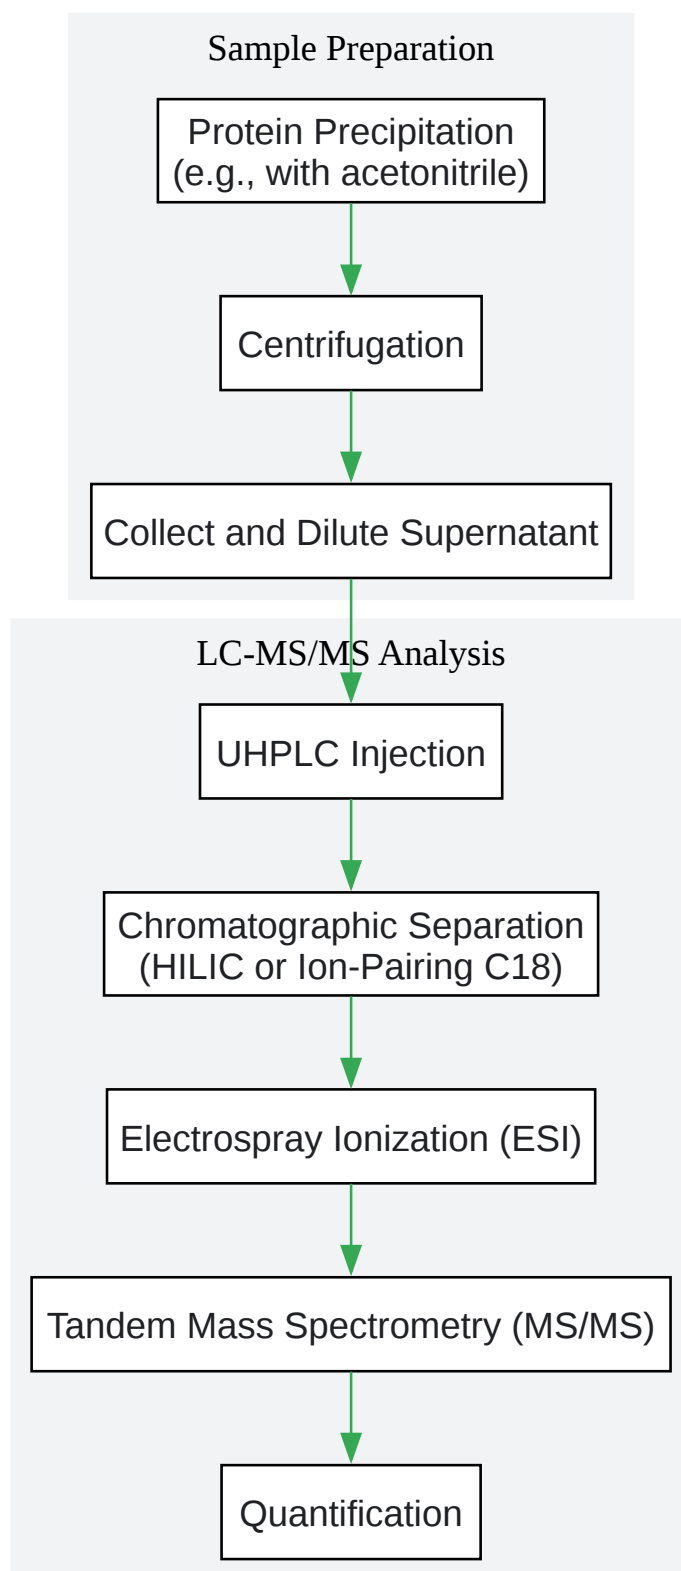 Sample Preparation
Protein Precipitation
(e.g., with acetonitrile)
Centrifugation
Collect and Dilute Supernatant
LC-MS/MS Analysis
UHPLC Injection
Chromatographic Separation
(HILIC or Ion-Pairing C18)
Electrospray Ionization (ESI)
Tandem Mass Spectrometry (MS/MS)
Quantification